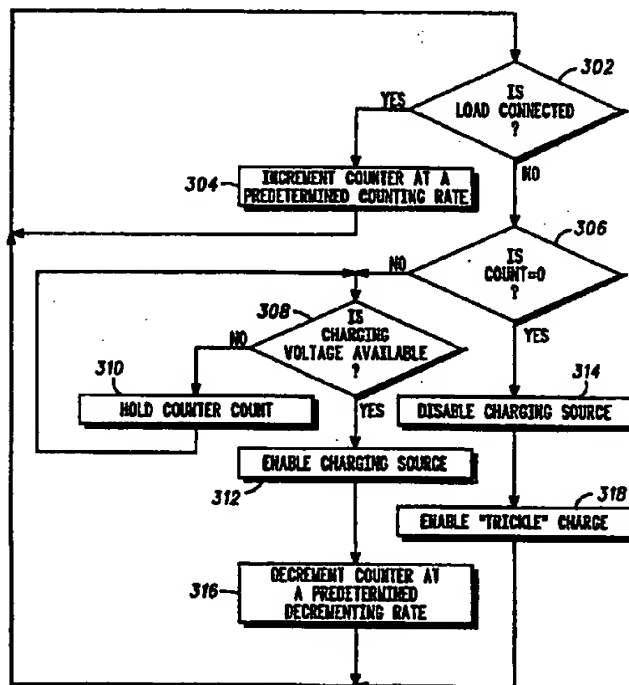 302
IS
LOAD CONNECTED
?
YES
NO
304
INCREMENT COUNTER AT A
PREDETERMINED COUNTING RATE
306
IS
COUNT=0
?
NO
YES
308
IS
CHARGING
VOLTAGE AVAILABLE
?
NO
YES
310
HOLD COUNTER COUNT
314
DISABLE CHARGING SOURCE
312
ENABLE CHARGING SOURCE
318
ENABLE "TRICKLE" CHARGE
316
DECREMENT COUNTER AT
A PREDETERMINED
DECREMENTING RATE